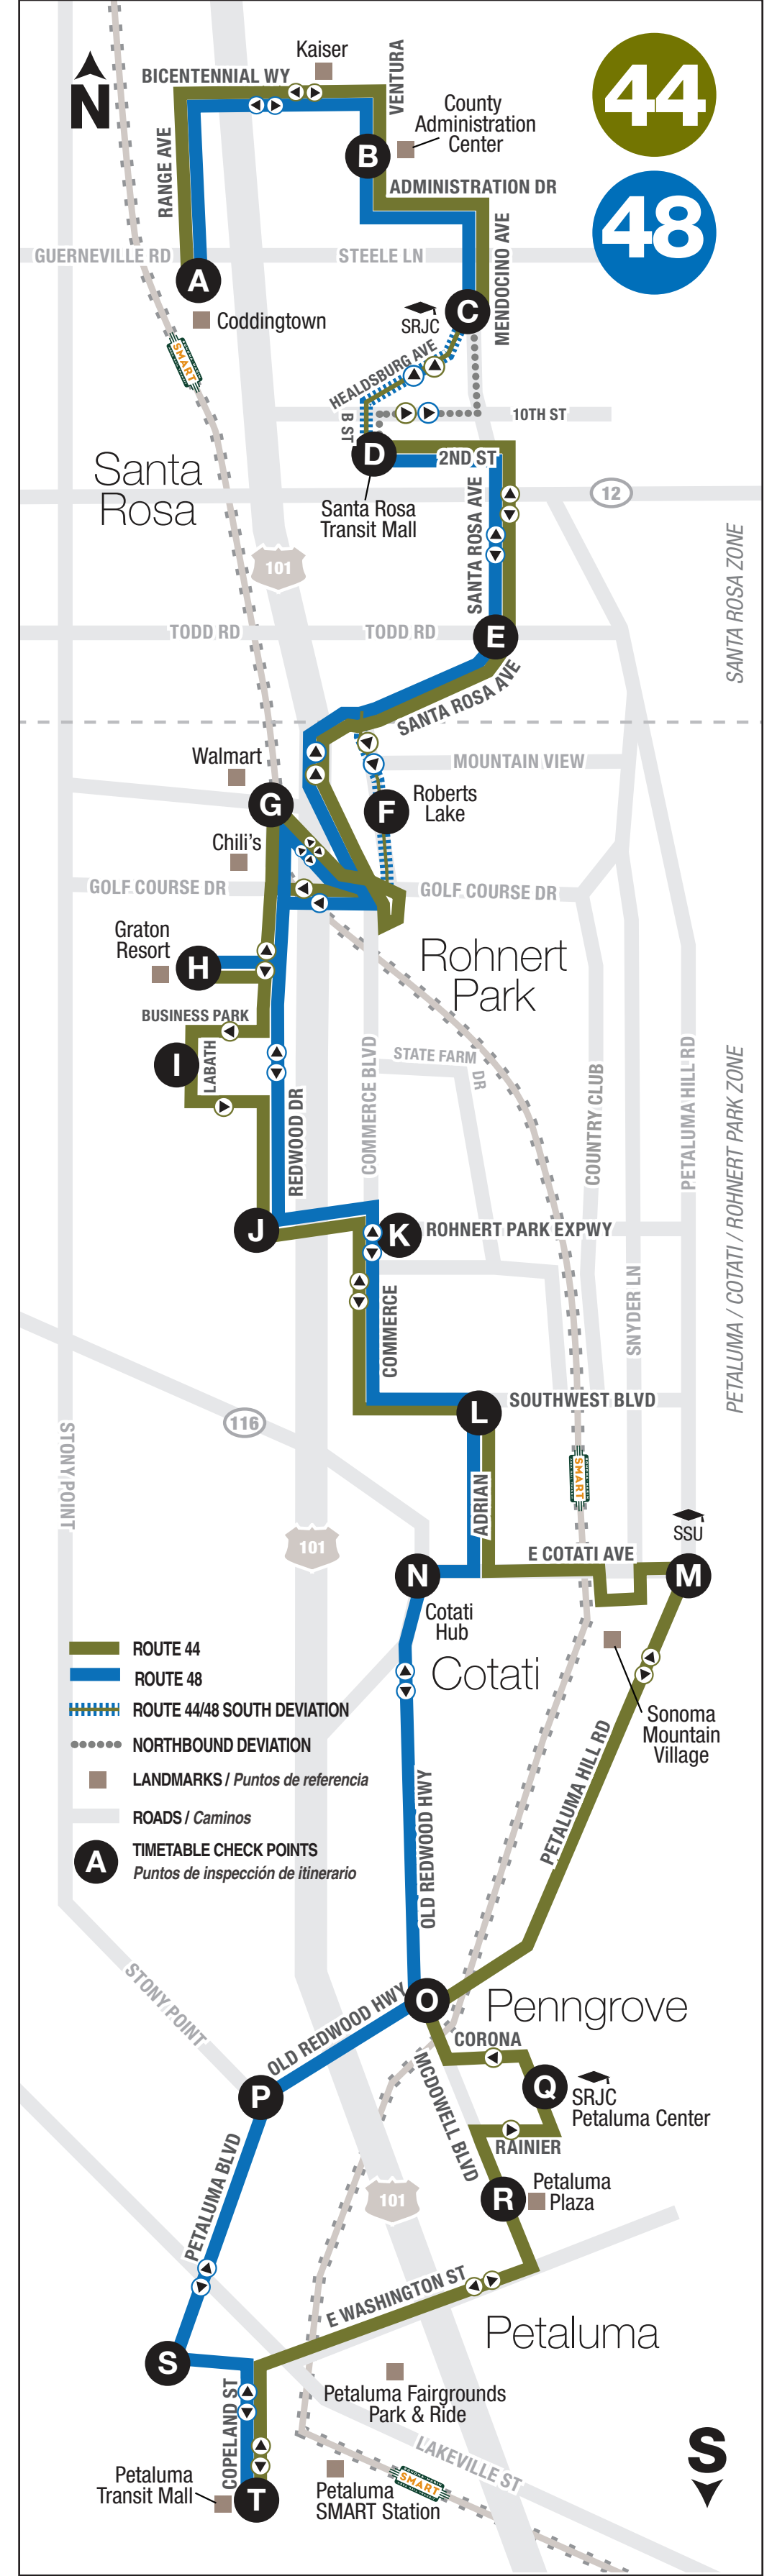 N
44
48
Kaiser
BICENTENNIAL WY
VENTURA
County
Administration
Center
B
RANGE AVE
ADMINISTRATION DR
MENDOCINO AVE
GUERNEVILLE RD
STEELE LN
A
Coddingtown
C
SRJC
SMART
HEALDSBURG AVE
B ST
10TH ST
D
2ND ST
Santa
Rosa
Santa Rosa
Transit Mall
SANTA ROSA AVE
12
101
SANTA ROSA ZONE
TODD RD
TODD RD
E
SANTA ROSA AVE
Walmart
MOUNTAIN VIEW
G
F
Roberts
Lake
Chili's
GOLF COURSE DR
GOLF COURSE DR
Graton
Resort
H
Rohnert
Park
BUSINESS PARK
I
LABATH
STATE FARM
DR
COMMERCE BLVD
COUNTRY CLUB
PETALUMA HILL RD
PETALUMA / COTATI / ROHNERT PARK ZONE
REDWOOD DR
J
K
ROHNERT PARK EXPWY
COMMERCE
SNYDER LN
L
SOUTHWEST BLVD
116
STONY POINT
ADRIAN
SMART
SSU
101
E COTATI AVE
N
M
Cotati
Hub
Cotati
Sonoma
Mountain
Village
ROUTE 44
ROUTE 48
ROUTE 44/48 SOUTH DEVIATION
NORTHBOUND DEVIATION
LANDMARKS / Puntos de referencia
ROADS / Caminos
A
TIMETABLE CHECK POINTS
Puntos de inspección de itinerario
OLD REDWOOD HWY
PETALUMA HILL RD
STONY POINT
OLD REDWOOD HWY
O
Penngrove
CORONA
P
MCDOWELL BLVD
Q
SRJC
Petaluma Center
RAINIER
PETALUMA BLVD
101
R
Petaluma
Plaza
E WASHINGTON ST
Petaluma
S
Petaluma Fairgrounds
Park & Ride
COPELAND ST
LAKEVILLE ST
S
Petaluma
Transit Mall
T
Petaluma
SMART Station
SMART